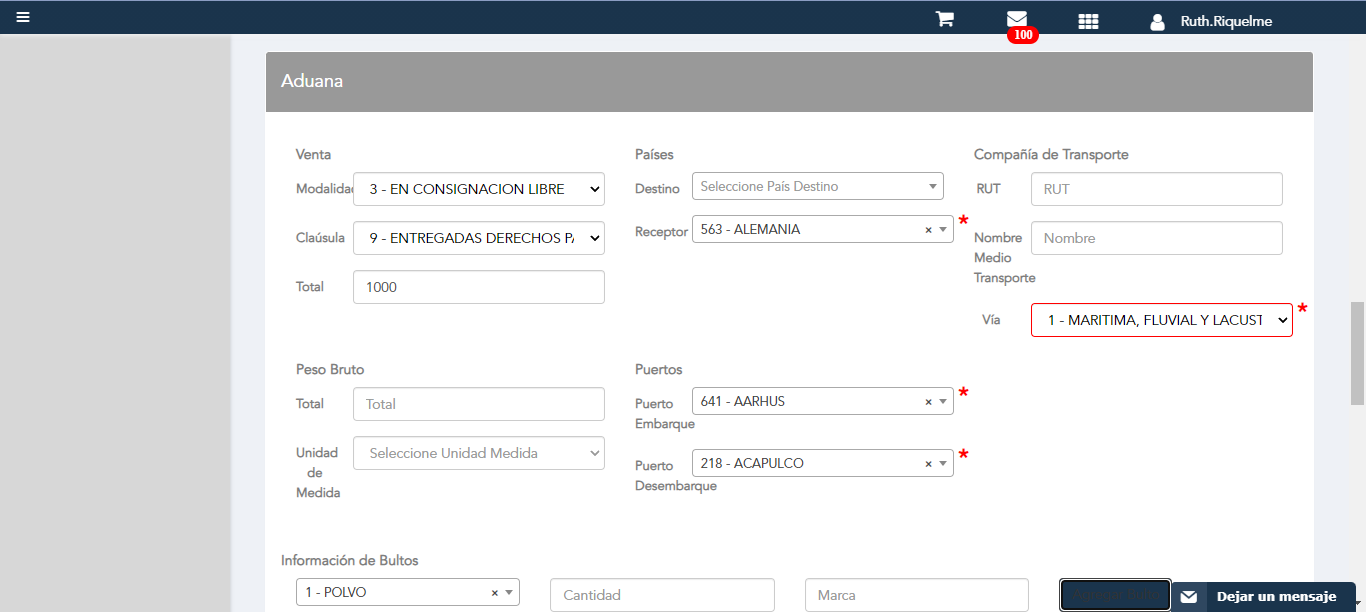 Ruth.Riquelme
100
Aduana
Venta
Modalidad
3 - EN CONSIGNACION LIBRE
Claúsula
9 - ENTREGADAS DERECHOS PA
Total
1000
Países
Destino
Seleccione País Destino
Receptor
563 - ALEMANIA
× *
Compañía de Transporte
RUT
RUT
Nombre
Medio
Transporte
Nombre
Vía
1 - MARITIMA, FLUVIAL Y LACUST
*
Peso Bruto
Total
Total
Unidad
de
Medida
Seleccione Unidad Medida
Puertos
Puerto
Embarque
641 - AARHUS
× *
Puerto
Desembarque
218 - ACAPULCO
× *
Información de Bultos
1 - POLVO
×
Cantidad
Marca
Dejar un mensaje